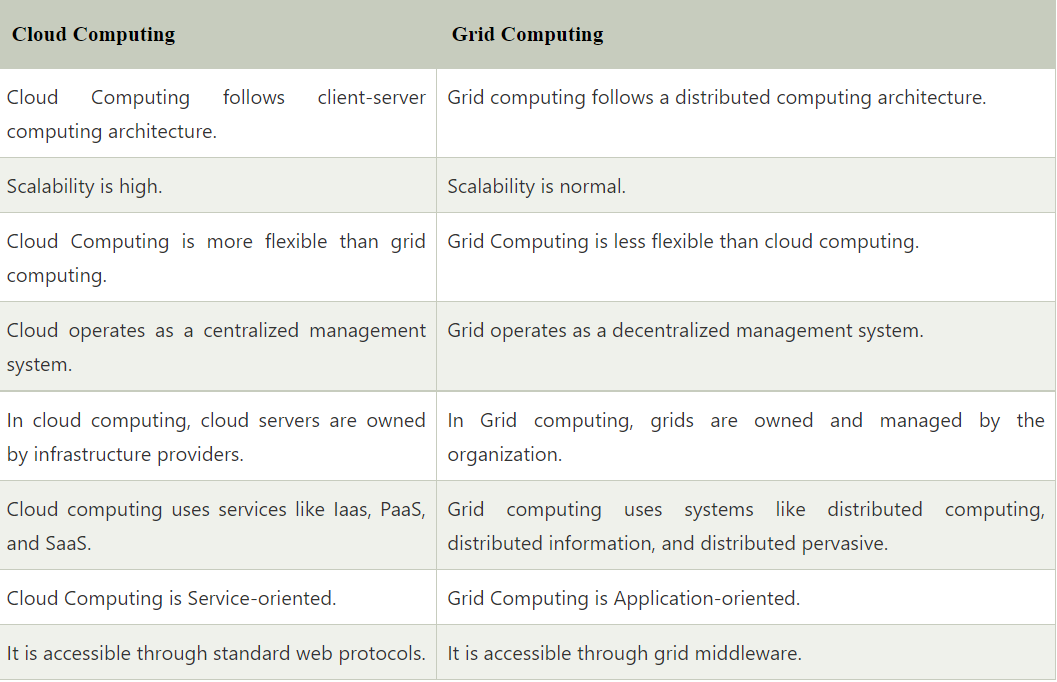 Cloud Computing
Grid Computing
Cloud Computing follows client-server
computing architecture.
Grid computing follows a distributed computing architecture.
Scalability is high.
Scalability is normal.
Cloud Computing is more flexible than grid
computing.
Grid Computing is less flexible than cloud computing.
Cloud operates as a centralized management
system.
Grid operates as a decentralized management system.
In cloud computing, cloud servers are owned
by infrastructure providers.
In Grid computing, grids are owned and managed by the
organization.
Cloud computing uses services like Iaas, PaaS,
and SaaS.
Grid computing uses systems like distributed computing,
distributed information, and distributed pervasive.
Cloud Computing is Service-oriented.
Grid Computing is Application-oriented.
It is accessible through standard web protocols.
It is accessible through grid middleware.